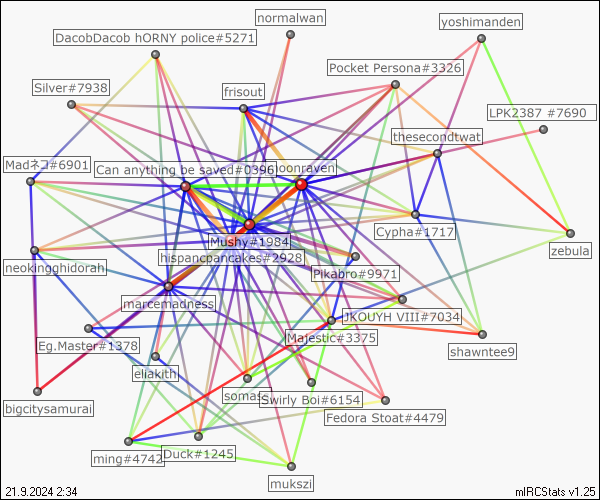 normalwan
yoshimanden
DacobDacob hORNY police#5271
Pocket Persona#3326
Silver#7938
frisout
LPK2387 #7690
thesecondtwat
Madネコ#6901
Can anything be saved#0396
moonraven
Mushy#1984
Cypha#1717
hispancpancakes#2928
zebula
neokingghidorah
Pikabro#9971
marcemadness
JKOUYH VIII#7034
Majestic#3375
Eg.Master#1378
shawntee9
eliakith
somas
Swirly Boi#6154
bigcitysamurai
Fedora Stoat#4479
ming#4742
Duck#1245
mukszi
21.9.2024 2:34
mIRCStats v1.25